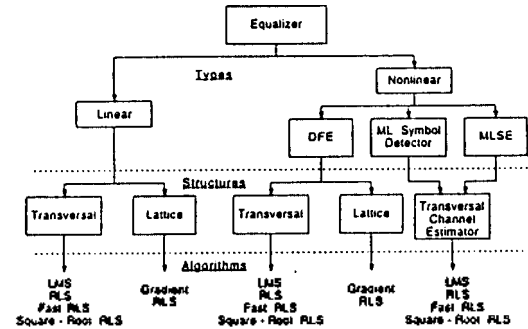 Equalizer
Types
Linear
Nonlinear
DFE
ML Symbol
Detector
MLSE
Structures
Transversal
Lattice
Transversal
Lattice
Transversal
Channel
Estimator
Algorithms
LMS
RLS
Fast RLS
Square - Root RLS
Gradient
RLS
LMS
RLS
Fast RLS
Square - Root RLS
Gradient
RLS
LMS
RLS
Fast RLS
Square - Root RLS